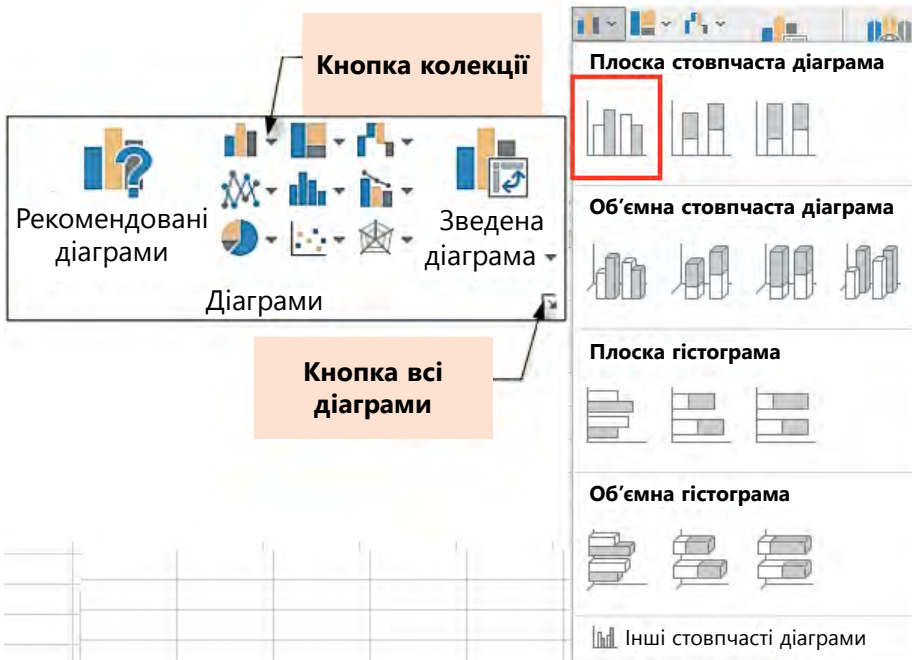 Кнопка колекції
Рекомендовані
діаграми
Зведена
діаграма
Діаграми
Кнопка всі
діаграми
Плоска стовпчаста діаграма
Об’ємна стовпчаста діаграма
Плоска гістограма
Об’ємна гістограма
Інші стовпчасті діаграми